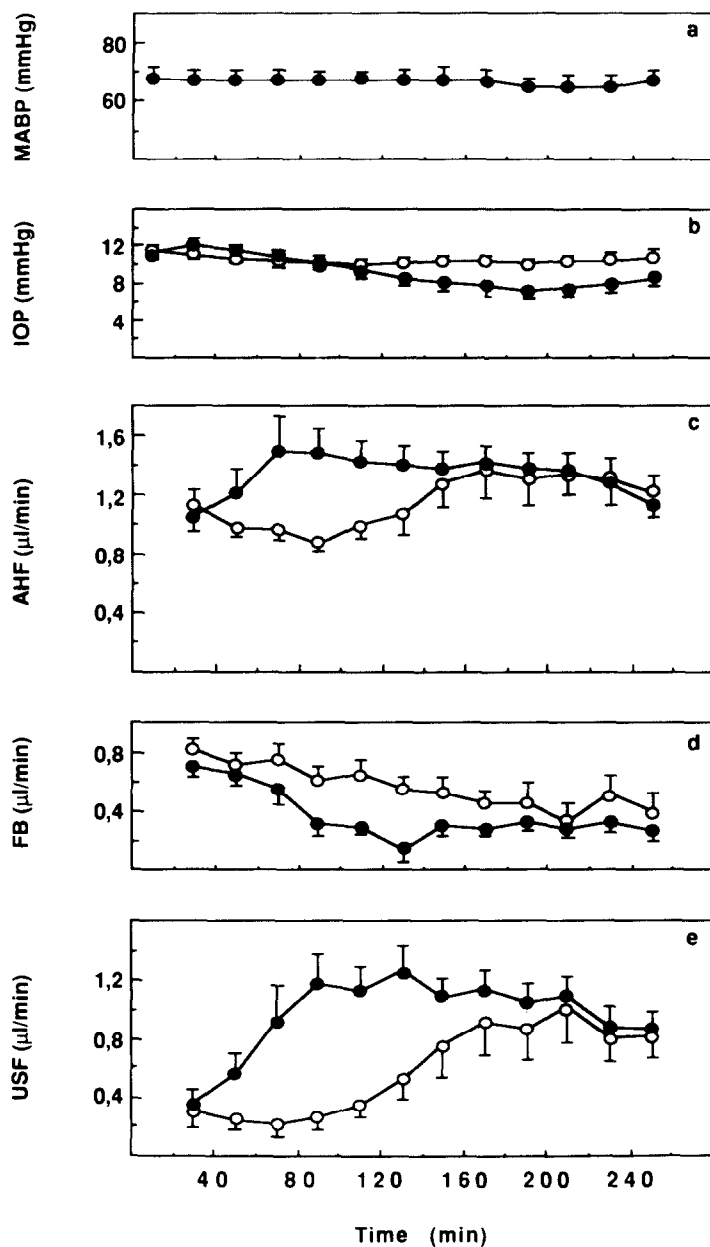 a
MABP (mmHg)
80
60
b
IOP (mmHg)
12
8
4
c
AHF (µl/min)
1,6
1,2
0,8
0,4
d
FB (µl/min)
0,8
0,4
e
USF (µl/min)
1,2
0,8
0,4
40 80 120 160 200 240
Time (min)